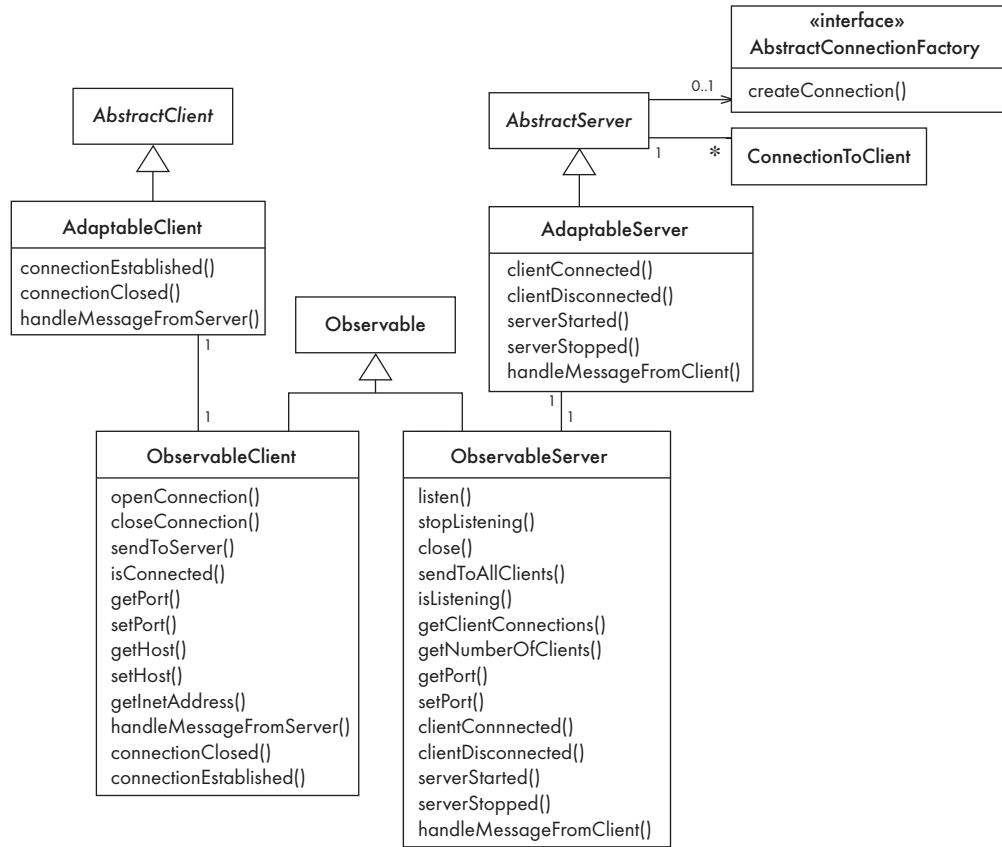 «interface»
AbstractConnectionFactory
createConnection()
0..1
AbstractClient
AbstractServer
1
*
ConnectionToClient
AdaptableClient
connectionEstablished()
connectionClosed()
handleMessageFromServer()
1
AdaptableServer
clientConnected()
clientDisconnected()
serverStarted()
serverStopped()
handleMessageFromClient()
1
Observable
1
1
ObservableClient
openConnection()
closeConnection()
sendToServer()
isConnected()
getPort()
setPort()
getHost()
setHost()
getInetAddress()
handleMessageFromServer()
connectionClosed()
connectionEstablished()
ObservableServer
listen()
stopListening()
close()
sendToAllClients()
isListening()
getClientConnections()
getNumberOfClients()
getPort()
setPort()
clientConnnected()
clientDisconnected()
serverStarted()
serverStopped()
handleMessageFromClient()